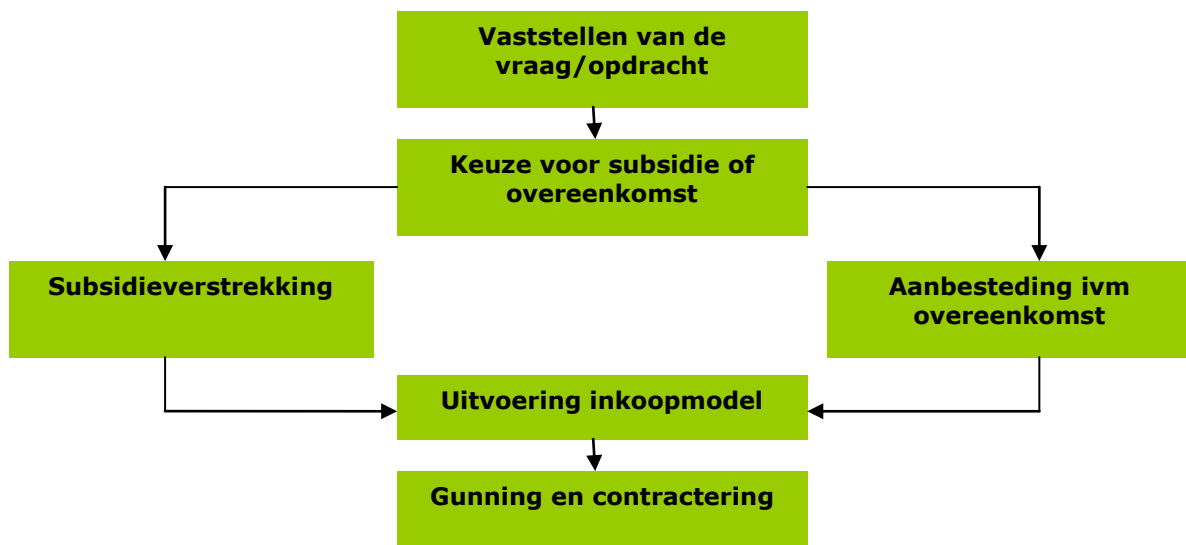 Vaststellen van de
vraag/opdracht
Keuze voor subsidie of
overeenkomst
Subsidieverstrekking
Aanbesteding ivm
overeenkomst
Uitvoering inkoopmodel
Gunning en contractering